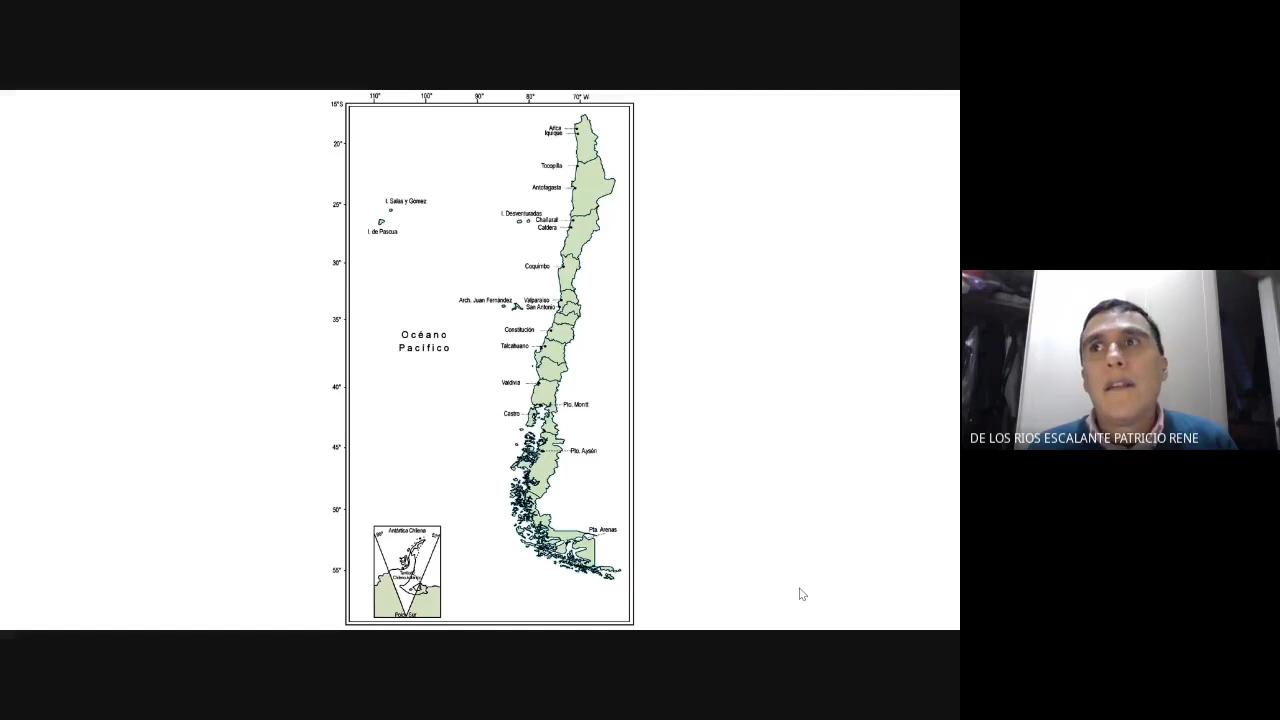 110° 100° 90° 80° 70° W
15°S
Arica
Iquique
20°
Tocopilla
Antofagasta
I. Salas y Gómez
25°
I. Desventuradas
Chañaral
Caldera
I. de Pascua
30°
Coquimbo
Arch. Juan Fernández
Valparaíso
San Antonio
35°
Constitución
Océano
Pacífico
Talcahuano
40°
Valdivia
Pto. Montt
Castro
45°
Pto. Aysén
50°
Antártica Chilena
Pta. Arenas
55°
Polo Sur
DE LOS RIOS ESCALANTE PATRICIO RENE